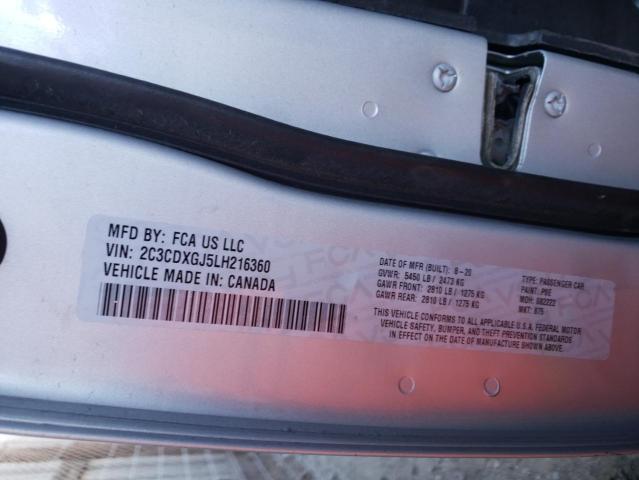 MFD BY: FCA US LLC
VIN: 2C3CDXGJ5LH216360
VEHICLE MADE IN: CANADA
DATE OF MFR (BUILT): 8-20
GVWR: 5450 LB / 2473 KG
GAWR FRONT: 2810 LB / 1275 KG
GAWR REAR: 2810 LB / 1275 KG
TYPE: PASSENGER CAR
PAINT:
MDH: 082222
MKT: B75
THIS VEHICLE CONFORMS TO ALL APPLICABLE U.S.A. FEDERAL MOTOR
VEHICLE SAFETY, BUMPER, AND THEFT PREVENTION STANDARDS
IN EFFECT ON THE DATE OF MANUFACTURE SHOWN ABOVE.